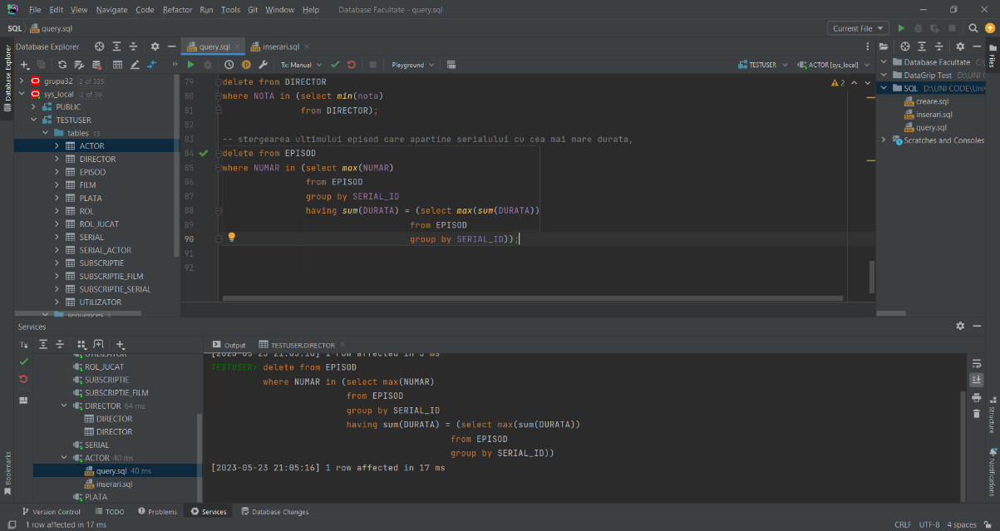 File Edit View Navigate Code Refactor Run Tools Git Window Help Database Facultate - query.sql
SQL query.sql Current File
Database Explorer query.sql inserari.sql
Tx: Manual Playground TESTUSER ACTOR [sys_local]
Database Explorer
Bookmarks
grupa32 2 of 335
sys_local 2 of 39
PUBLIC
TESTUSER
tables 13
ACTOR
DIRECTOR
EPISOD
FILM
PLATA
ROL
ROL_JUCAT
SERIAL
SERIAL_ACTOR
SUBSCRIPTIE
SUBSCRIPTIE_FILM
SUBSCRIPTIE_SERIAL
UTILIZATOR
sequences 4
79 delete from DIRECTOR
80 where NOTA in (select min(nota)
81 from DIRECTOR);
82
83 -- stergearea ultimului episod care apartine serialului cu cea mai mare durata,
84 delete from EPISOD
85 where NUMAR in (select max(NUMAR)
86 from EPISOD
87 group by SERIAL_ID
88 having sum(DURATA) = (select max(sum(DURATA))
89 from EPISOD
90 group by SERIAL_ID));
91
92
2
Database Facultate
DataGrip Test D:\UNI C
SQL D:\UNI CODE\Univ
creare.sql
inserari.sql
query.sql
Scratches and Consoles
Files
Structure
Notifications
Services
Tx
UTILIZATOR
ROL_JUCAT
SUBSCRIPTIE
SUBSCRIPTIE_FILM
DIRECTOR 64 ms
DIRECTOR
DIRECTOR
SERIAL
ACTOR 40 ms
query.sql 40 ms
inserari.sql
PLATA
Output TESTUSER.DIRECTOR
[2023-05-23 21:05:10] 1 row affected in 3 ms
TESTUSER> delete from EPISOD
where NUMAR in (select max(NUMAR)
from EPISOD
group by SERIAL_ID
having sum(DURATA) = (select max(sum(DURATA))
from EPISOD
group by SERIAL_ID))
[2023-05-23 21:05:16] 1 row affected in 17 ms
Version Control TODO Problems Services Database Changes
1 row affected in 17 ms CRLF UTF-8 4 spaces